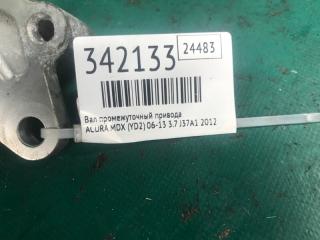 342133
24483
Вал промежуточный привода
ACURA MDX (YD2) 06-13 3.7 J37A1 2012